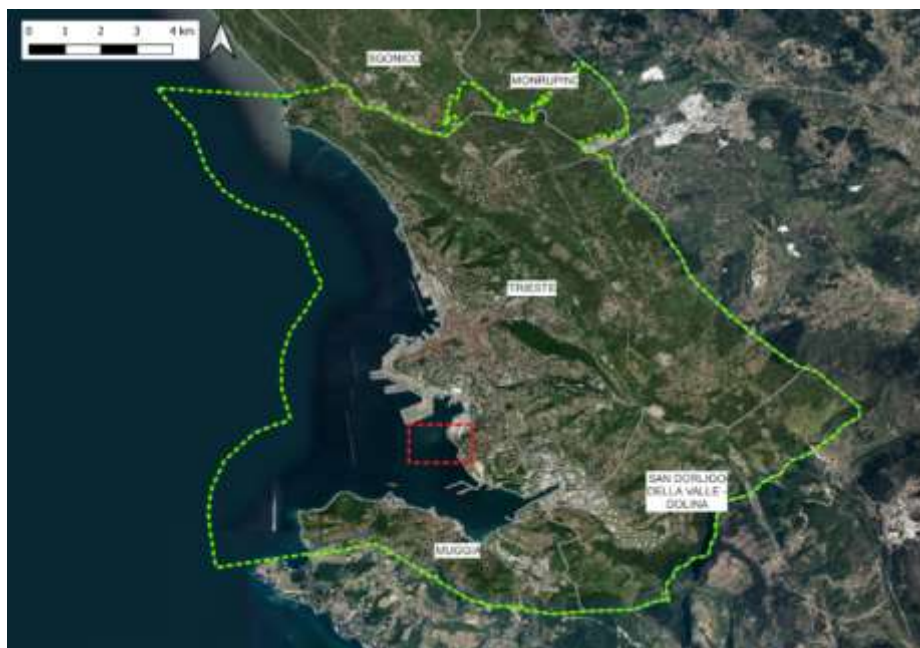 0 1 2 3 4 km
SGONICO
MONRUPINO
TRIESTE
SAN DORLIGO
DELLA VALLE -
DOLINA
MUGGIA